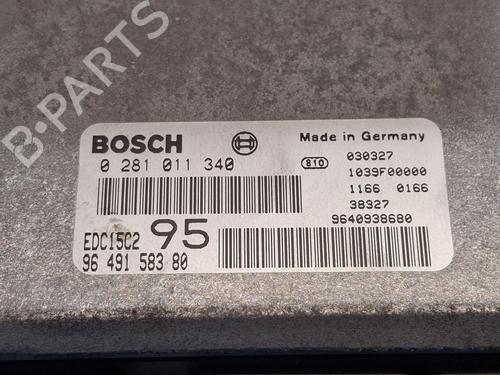 B-PARTS
BOSCH
Made in Germany
0 281 011 340
810
030327
1039F00000
1166 0166
38327
9640938680
EDC15C2 95
96 491 583 80